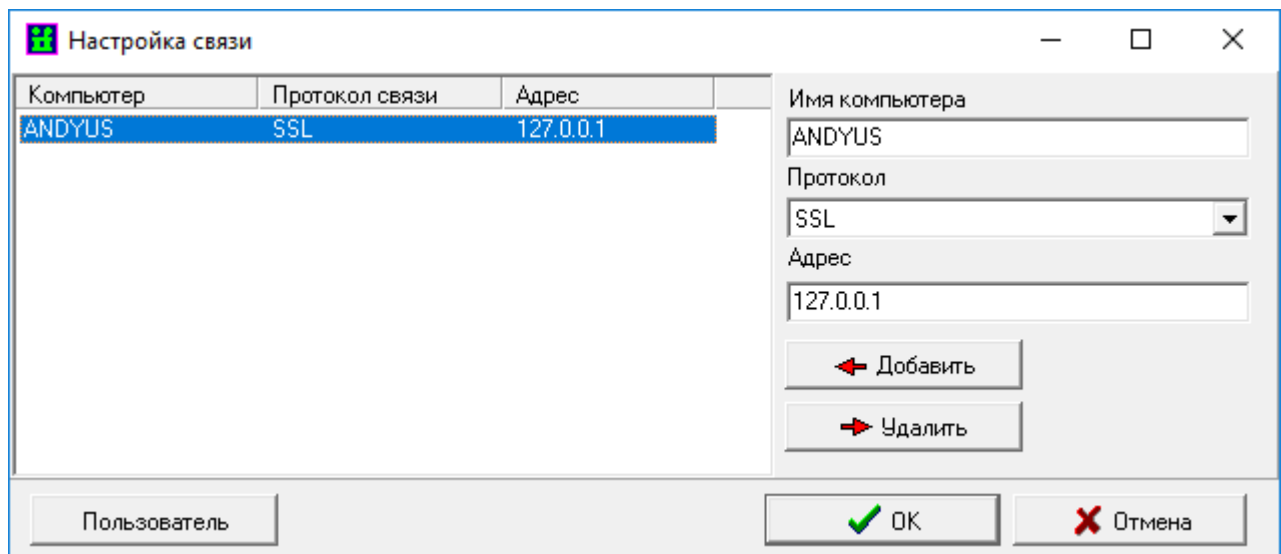 Настройка связи
Компьютер Протокол связи Адрес
ANDYUS SSL 127.0.0.1
Имя компьютера
ANDYUS
Протокол
SSL
Адрес
127.0.0.1
Добавить
Удалить
Пользователь
OK
Отмена